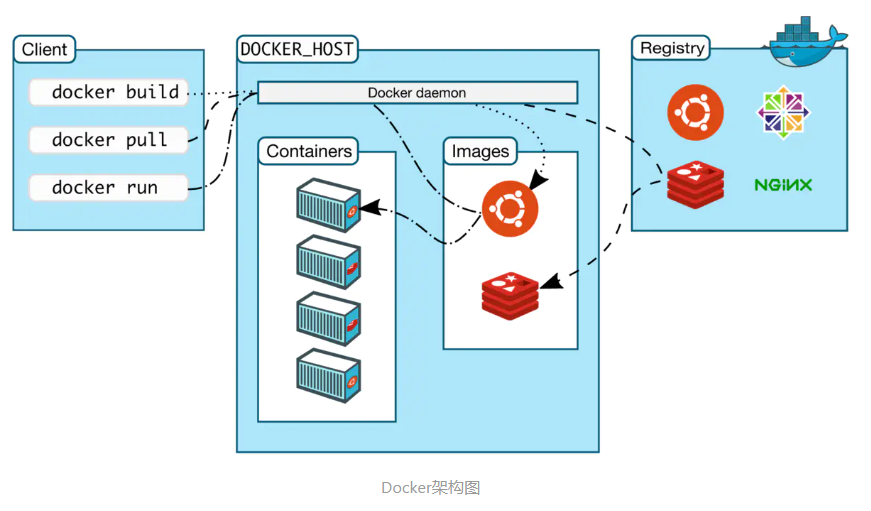 Client
docker build
docker pull
docker run
DOCKER_HOST
Docker daemon
Containers
Images
Registry
NGINX
Docker架构图